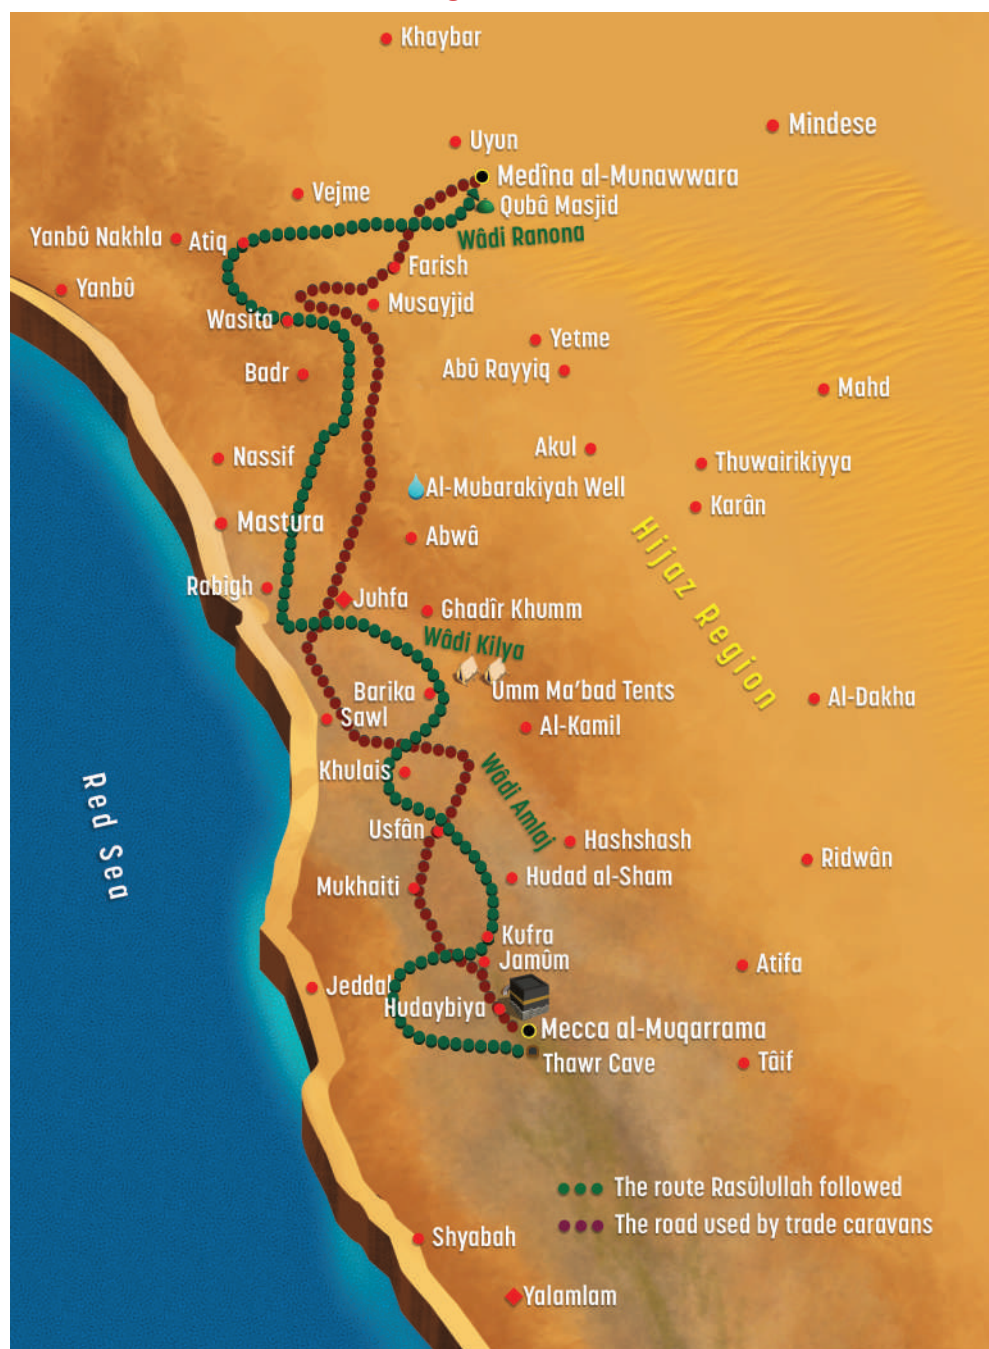 Khaybar
Mindese
Uyun
Medîna al-Munawwara
Vejme
Qubâ Masjid
Wâdi Ranona
Yanbû Nakhla
Atiq
Farish
Yanbû
Musayjid
Wasita
Yetme
Badr
Abû Rayyiq
Mahd
Akul
Nassif
Thuwairikiyya
Al-Mubarakiyah Well
Karân
Mastura
Abwâ
Hijaz Region
Rabigh
Juhfa
Ghadîr Khumm
Wâdi Kilya
Barika
Umm Ma'bad Tents
Al-Dakha
Sawl
Al-Kamil
Khulais
Wâdi Amlaj
Red Sea
Usfân
Hashshash
Ridwân
Mukhaiti
Hudad al-Sham
Kufra
Jamûm
Atifa
Jeddah
Hudaybiya
Mecca al-Muqarrama
Thawr Cave
Tâif
The route Rasûlullah followed
The road used by trade caravans
Shyabah
Yalamlam